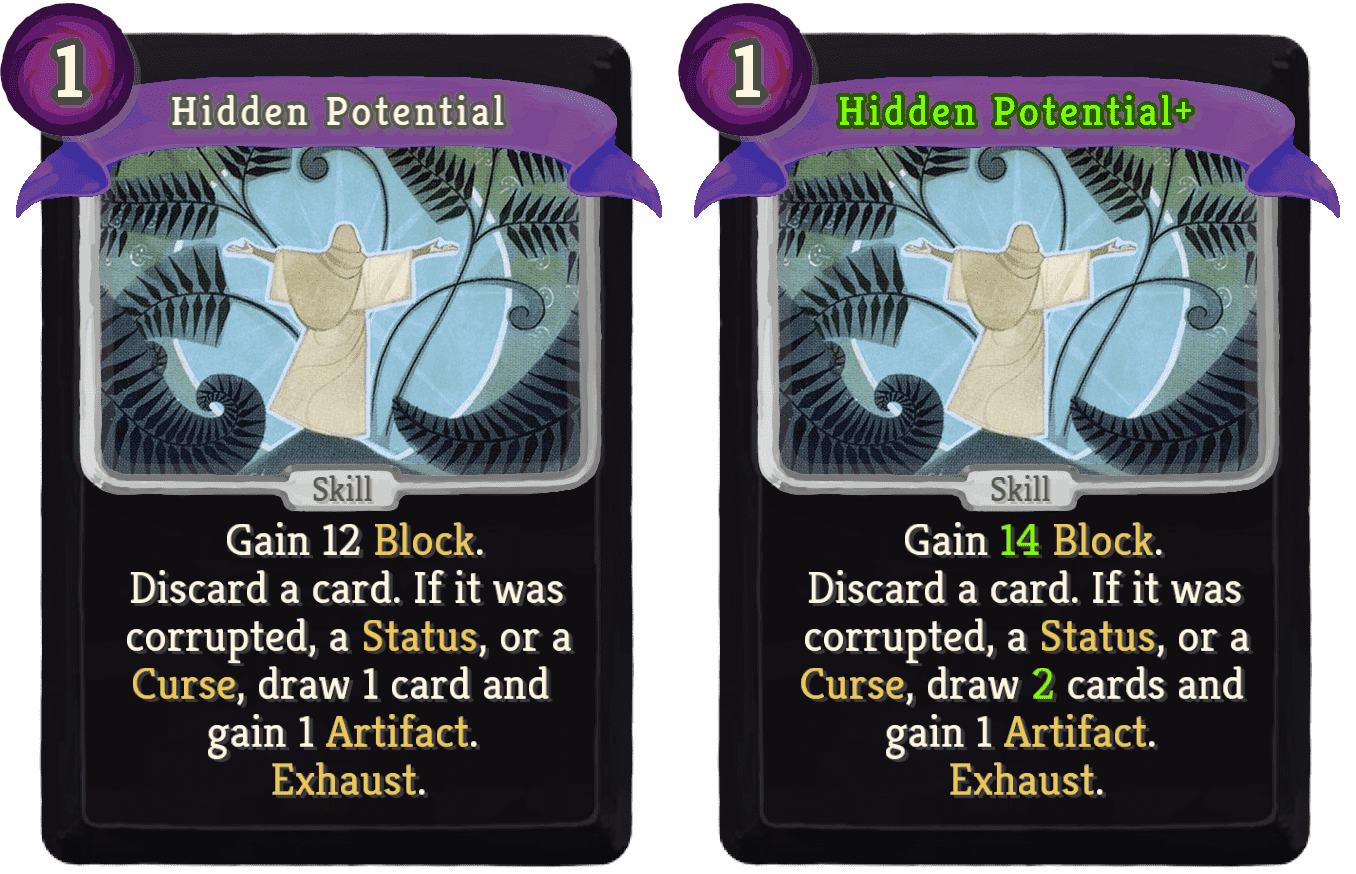 1
Hidden Potential
Skill
Gain 12 Block.
Discard a card. If it was
corrupted, a Status, or a
Curse, draw 1 card and
gain 1 Artifact.
Exhaust.
1
Hidden Potential+
Skill
Gain 14 Block.
Discard a card. If it was
corrupted, a Status, or a
Curse, draw 2 cards and
gain 1 Artifact.
Exhaust.